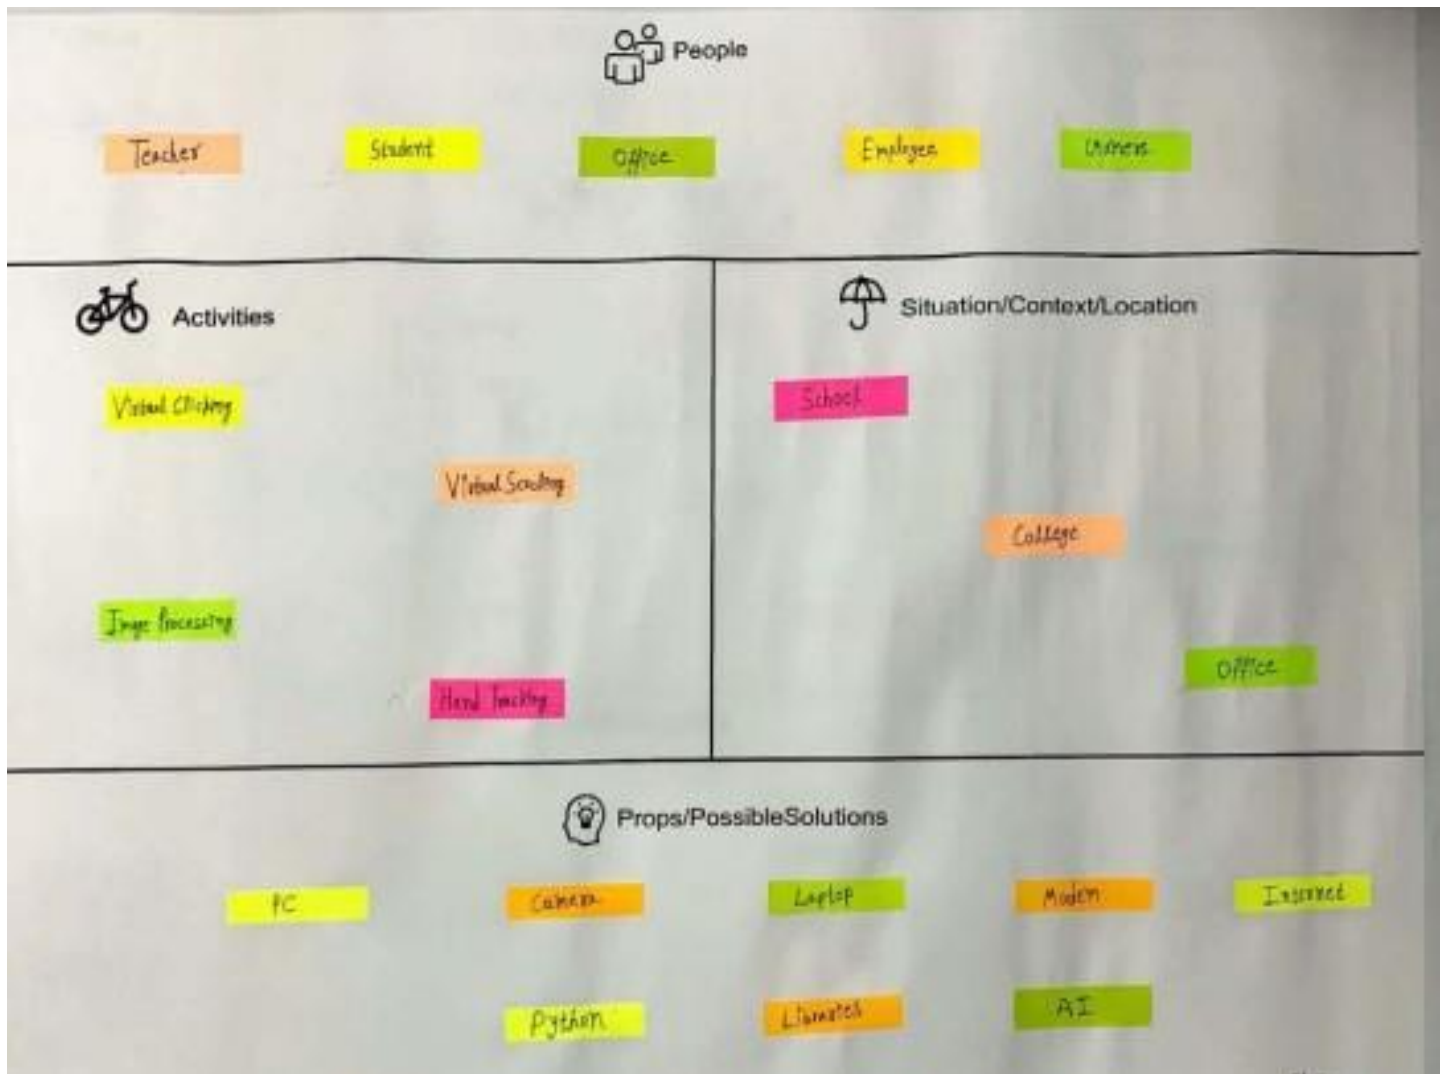 People
Teacher
Student
Office
Employee
Activities
Situation/Context/Location
Virtual Clicking
School
Virtual Scrolling
College
Image Processing
Office
Hand Tracking
Props/PossibleSolutions
PC
Camera
Laptop
Modem
Internet
Python
Libraries
AI